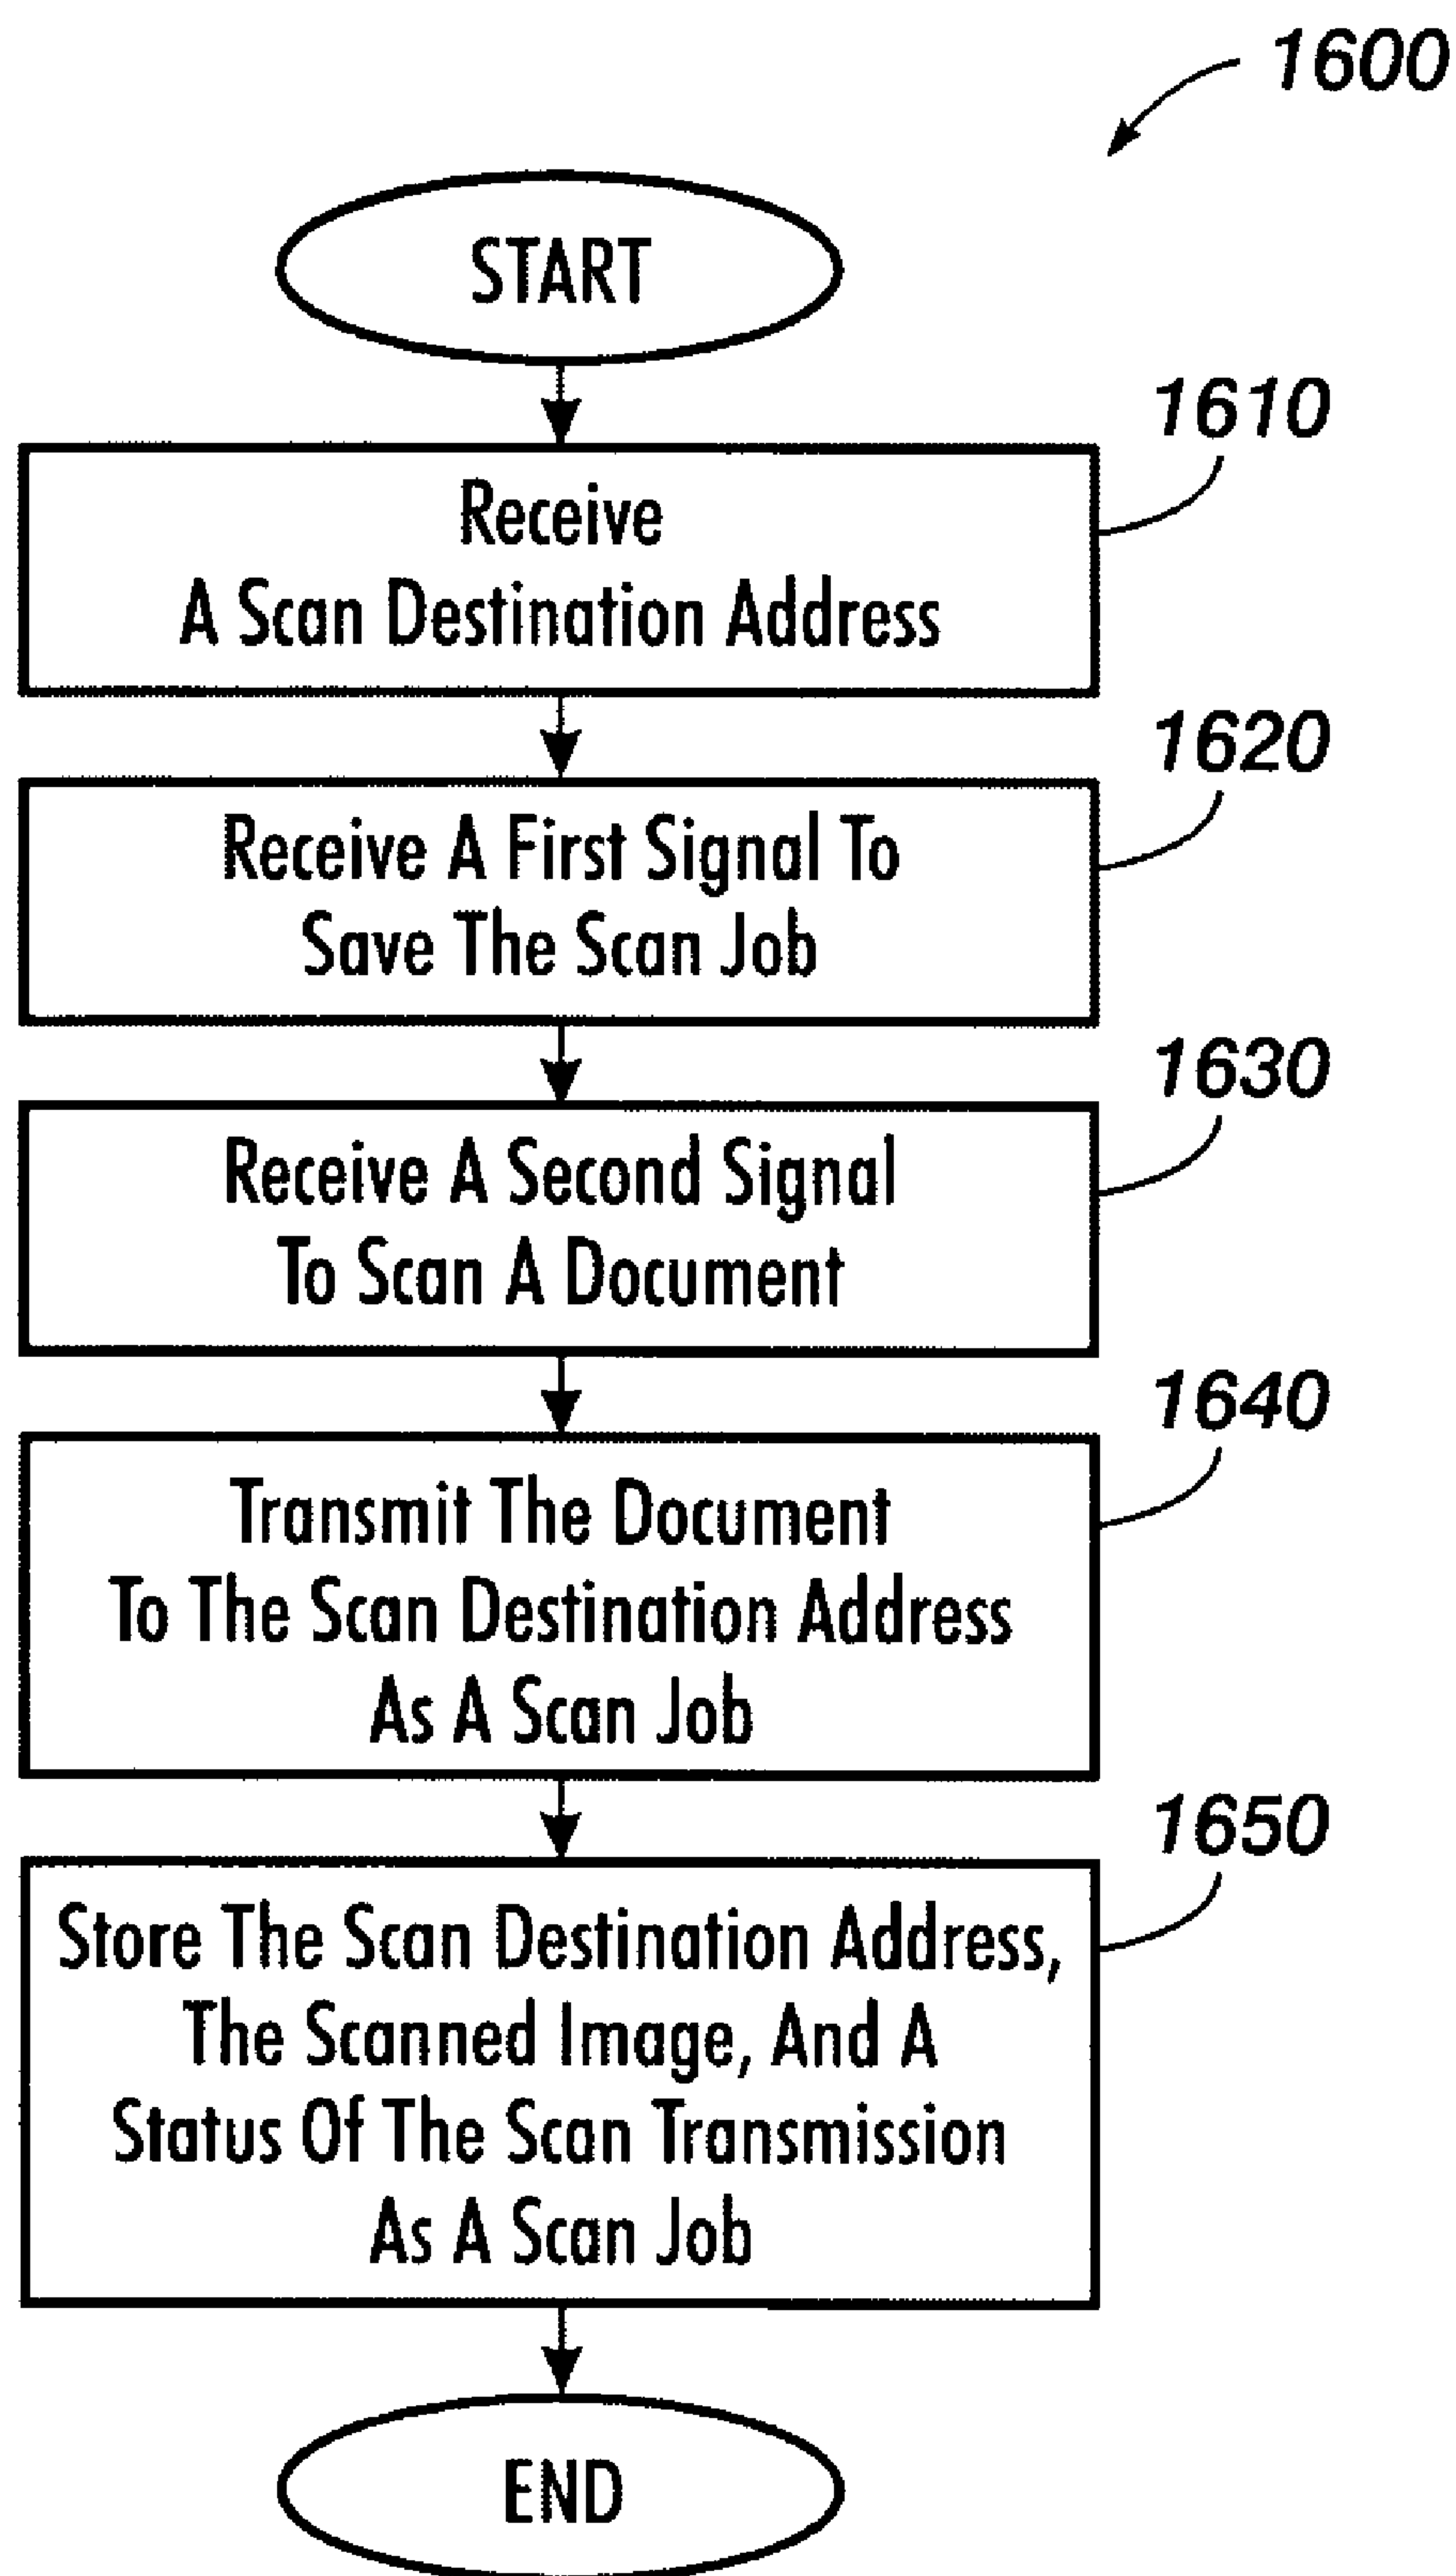 1600
START
1610
Receive
A Scan Destination Address
1620
Receive A First Signal To
Save The Scan Job
1630
Receive A Second Signal
To Scan A Document
1640
Transmit The Document
To The Scan Destination Address
As A Scan Job
1650
Store The Scan Destination Address,
The Scanned Image, And A
Status Of The Scan Transmission
As A Scan Job
END